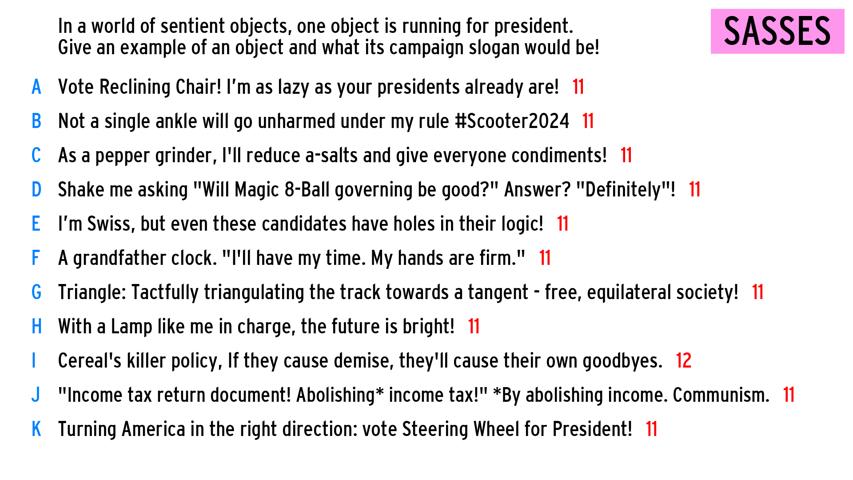 In a world of sentient objects, one object is running for president.
Give an example of an object and what its campaign slogan would be!
SASSES
A Vote Reclining Chair! I'm as lazy as your presidents already are! 11
B Not a single ankle will go unharmed under my rule #Scooter2024 11
C As a pepper grinder, I'll reduce a-salts and give everyone condiments! 11
D Shake me asking "Will Magic 8-Ball governing be good?" Answer? "Definitely"! 11
E I'm Swiss, but even these candidates have holes in their logic! 11
F A grandfather clock. "I'll have my time. My hands are firm." 11
G Triangle: Tactfully triangulating the track towards a tangent - free, equilateral society! 11
H With a Lamp like me in charge, the future is bright! 11
I Cereal's killer policy, If they cause demise, they'll cause their own goodbyes. 12
J "Income tax return document! Abolishing* income tax!" *By abolishing income. Communism. 11
K Turning America in the right direction: vote Steering Wheel for President! 11